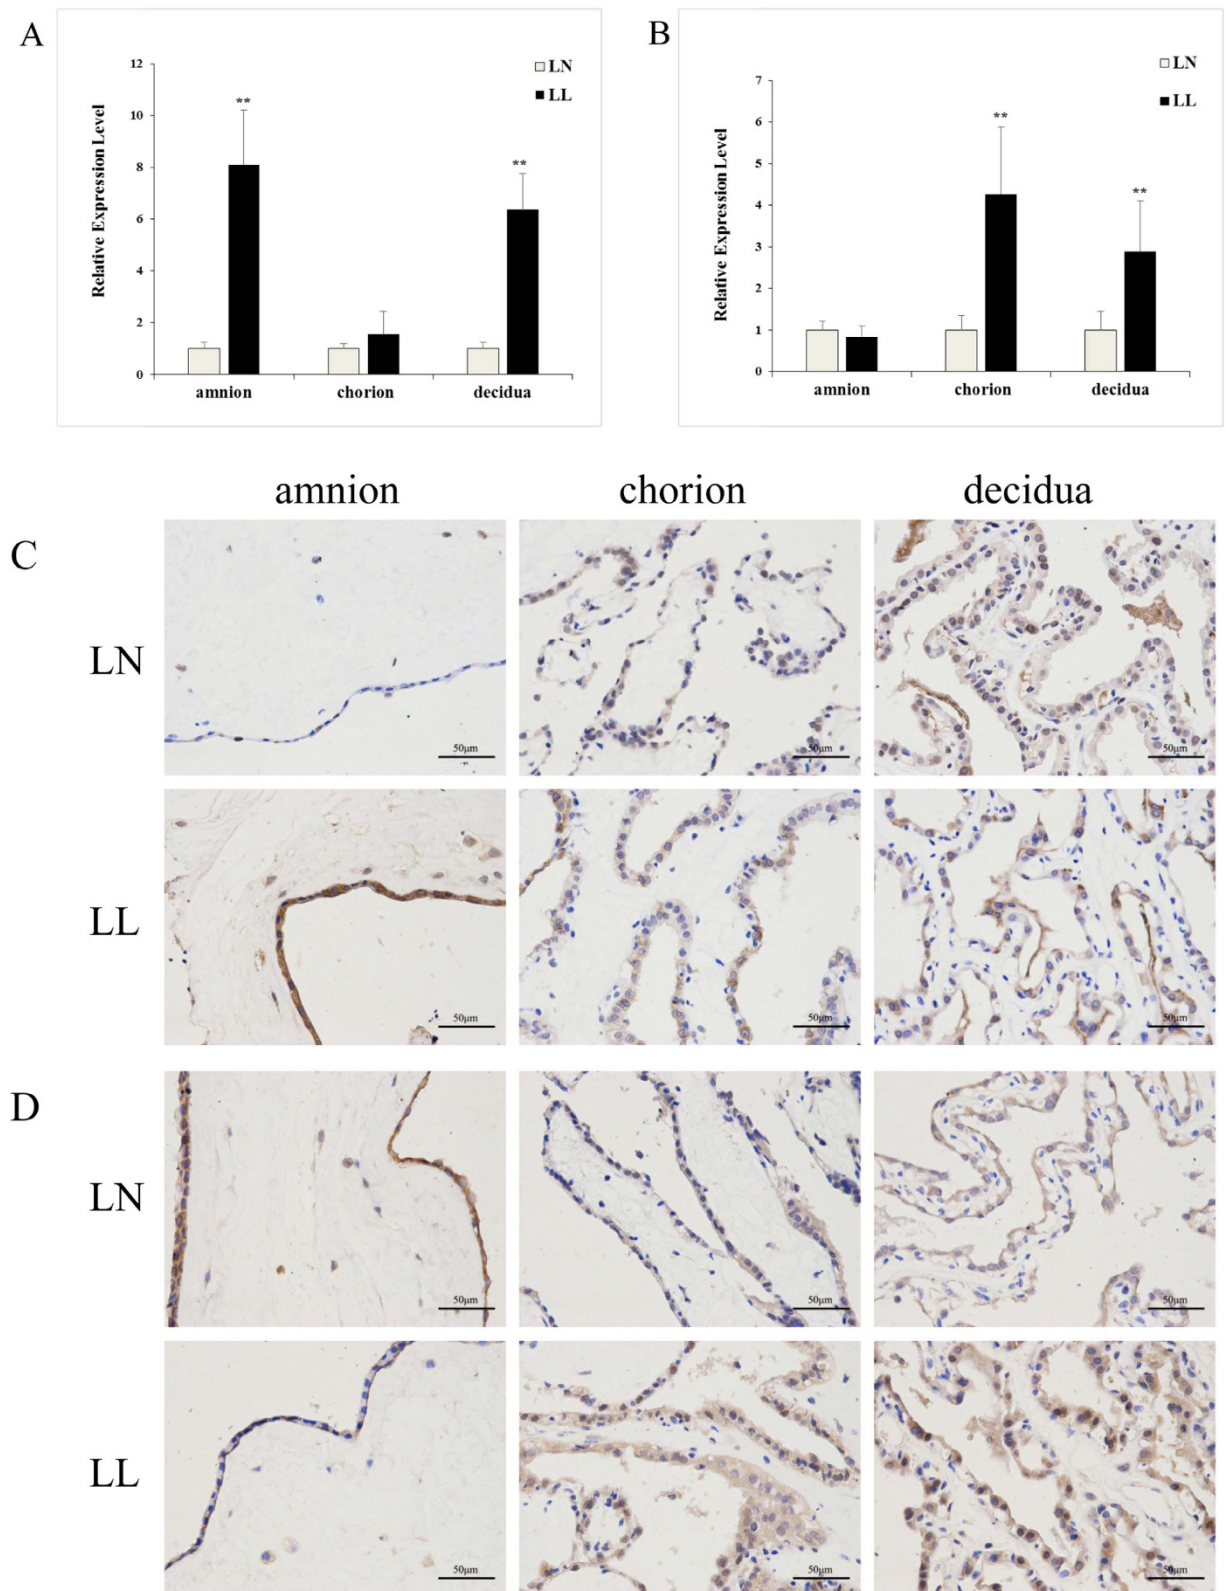 A
Relative Expression Level
12
10
8
6
4
2
0
**
**
LN
LL
amnion chorion decidua
B
Relative Expression Level
7
6
5
4
3
2
1
0
**
**
LN
LL
amnion chorion decidua
amnion chorion decidua
C
LN
50μm 50μm 50μm
LL
50μm 50μm 50μm
D
LN
50μm 50μm 50μm
LL
50μm 50μm 50μm